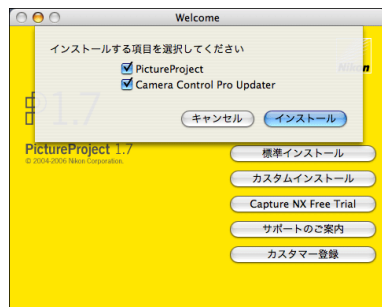 Welcome
インストールする項目を選択してください
PictureProject
Camera Control Pro Updater
キャンセル
インストール
Nikon
P1.7
PictureProject 1.7
© 2004-2006 Nikon Corporation.
標準インストール
カスタムインストール
Capture NX Free Trial
サポートのご案内
カスタマー登録